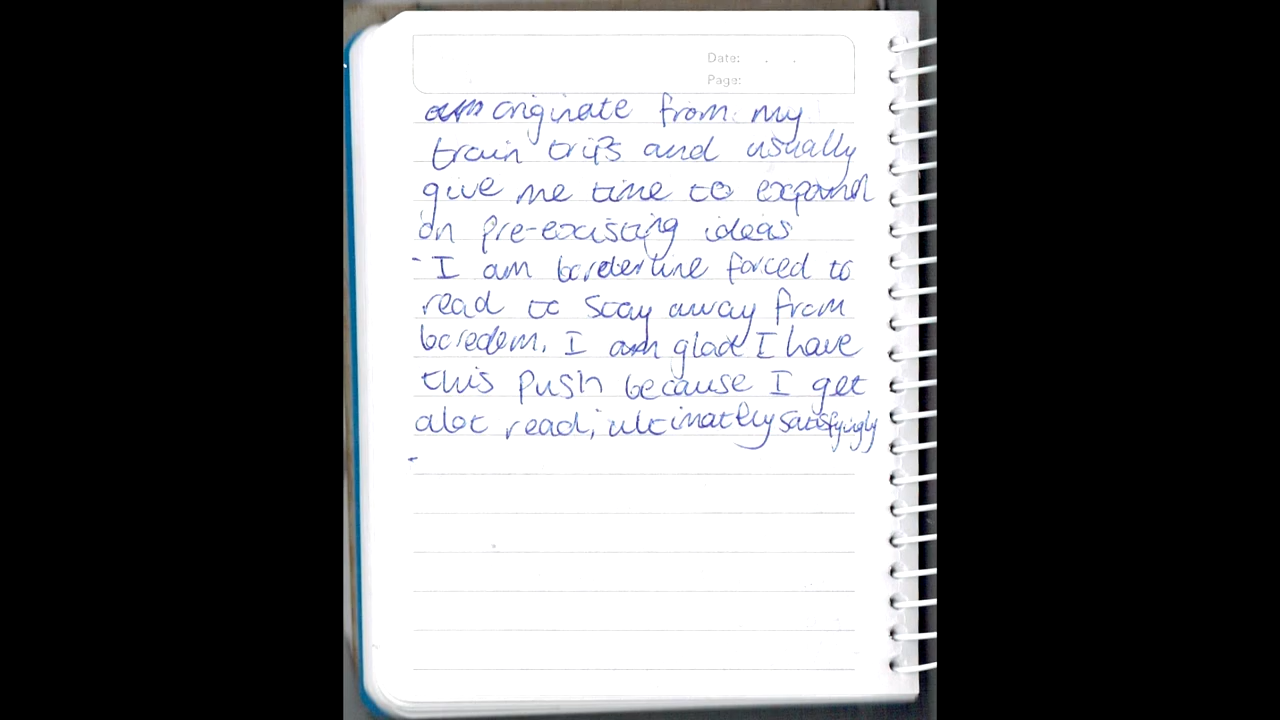 Date: . .
Page:
originate from my
train trips and usually
give me time to expand
on pre-existing ideas
- I am borderline forced to
read to stay away from
boredom. I am glad I have
this push because I get
alot read; ultimately satisfyingly
-